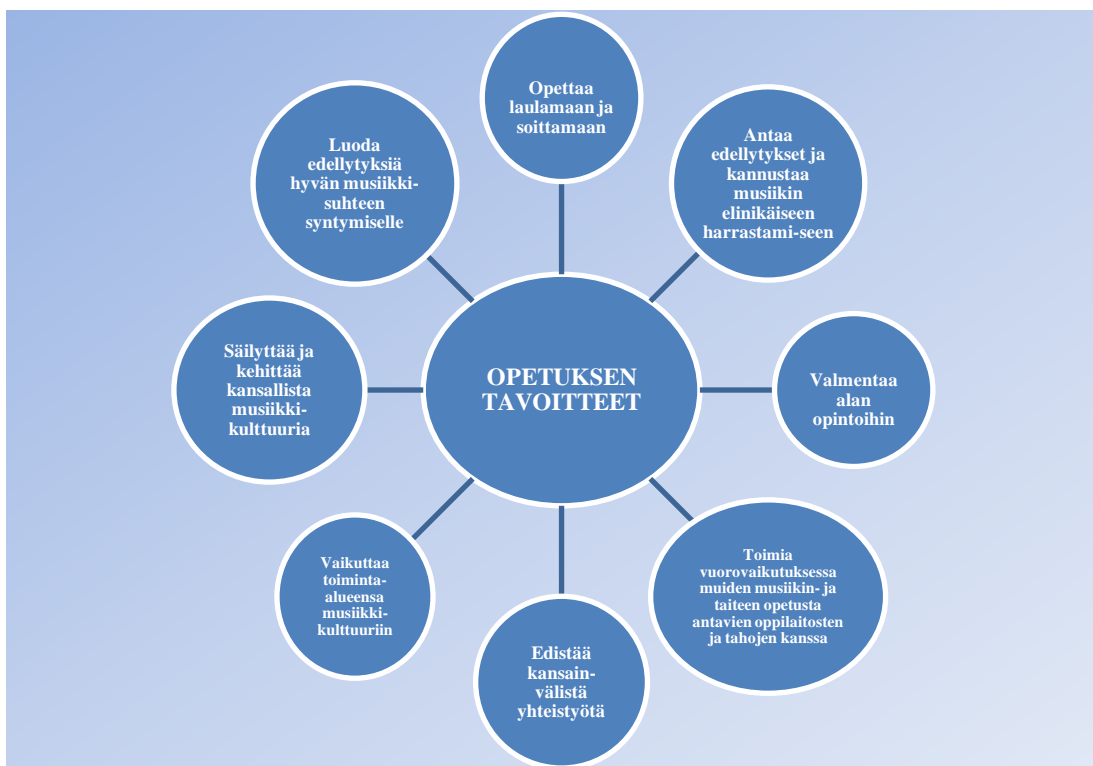 OPETUKSEN
TAVOITTEET
Opettaa
laulamaan ja
soittamaan
Antaa
edellytykset ja
kannustaa
musiikin
elinikäiseen
harrastami-seen
Valmentaa
alan
opintoihin
Toimia
vuorovaikutuksessa
muiden musiikin- ja
taiteen opetusta
antavien oppilaitosten
ja tahojen kanssa
Edistää
kansain-
välistä
yhteistyötä
Vaikuttaa
toiminta-
alueensa
musiikki-
kulttuuriin
Säilyttää ja
kehittää
kansallista
musiikki-
kulttuuria
Luoda
edellytyksiä
hyvän musiikki-
suhteen
syntymiselle